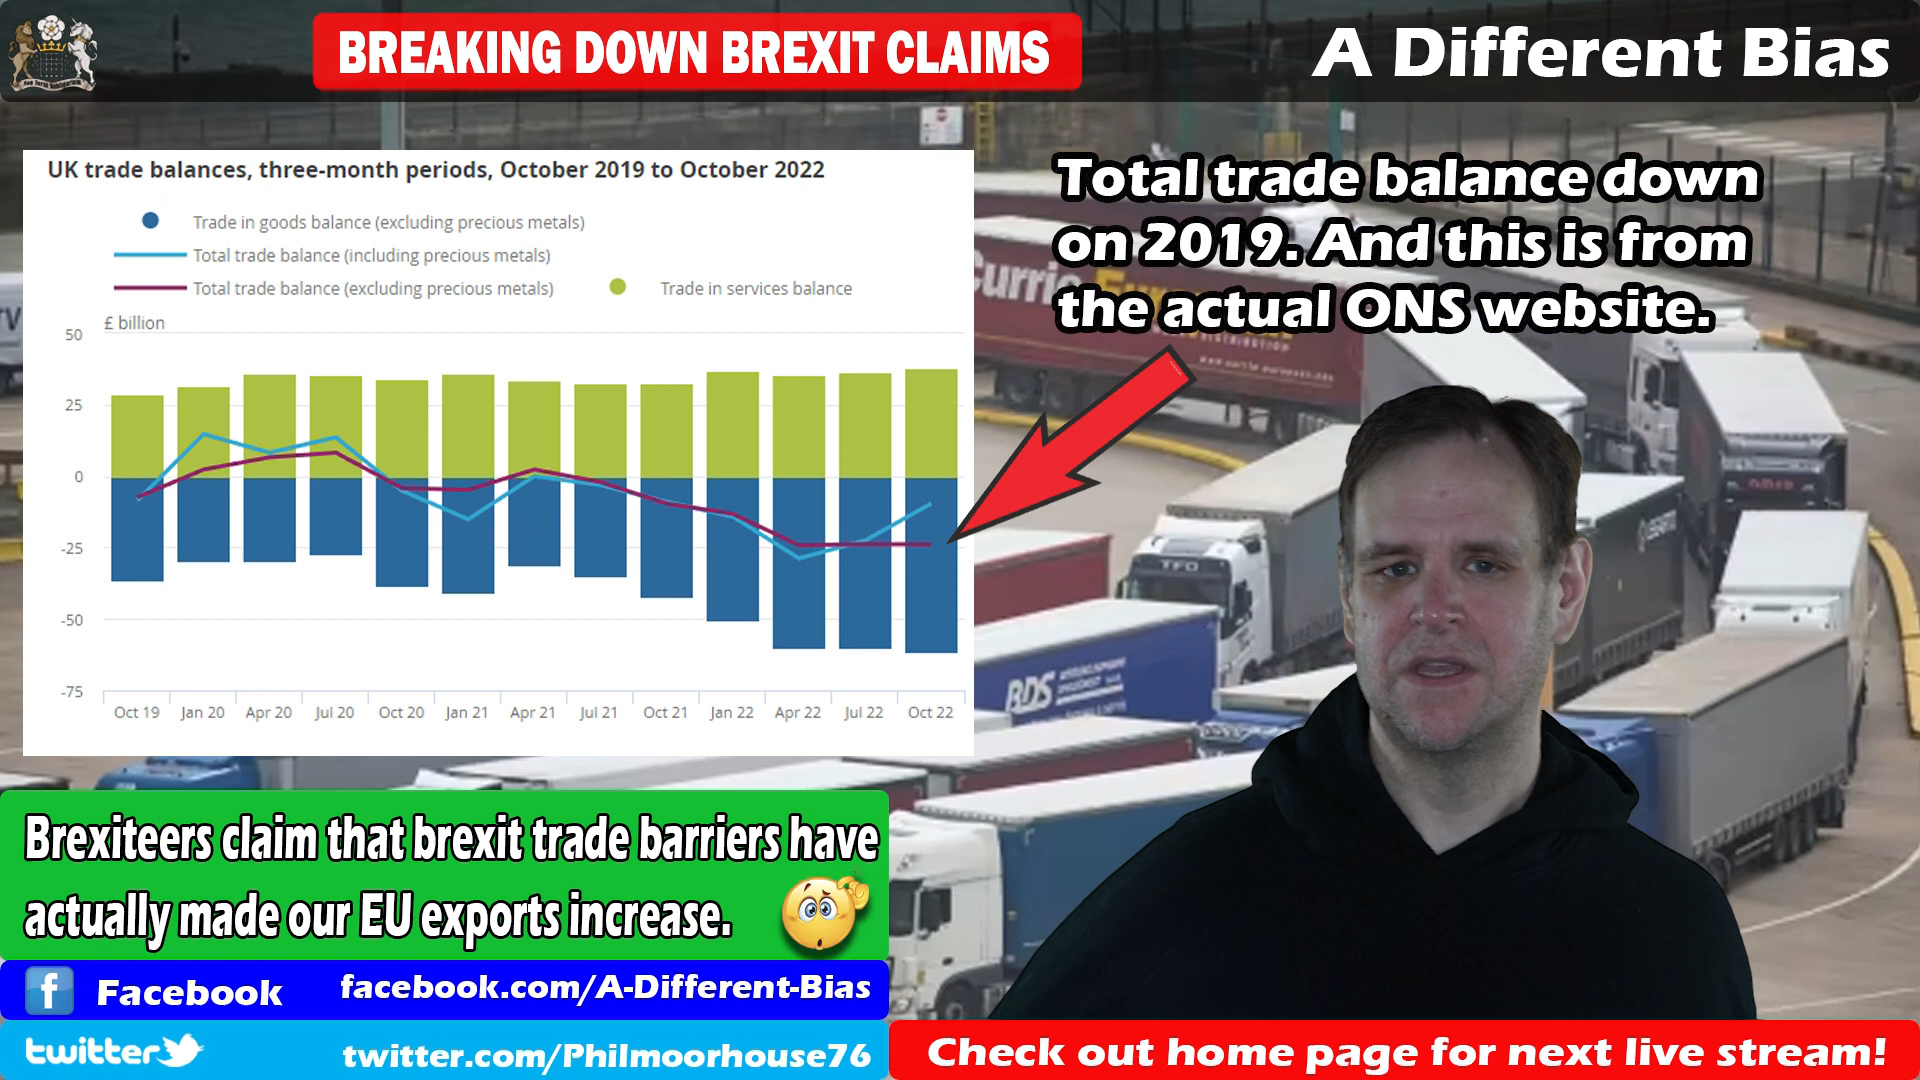 BREAKING DOWN BREXIT CLAIMS
A Different Bias
UK trade balances, three-month periods, October 2019 to October 2022
Trade in goods balance (excluding precious metals)
Total trade balance (including precious metals)
Total trade balance (excluding precious metals)
Trade in services balance
£ billion
50
25
0
-25
-50
-75
Oct 19 Jan 20 Apr 20 Jul 20 Oct 20 Jan 21 Apr 21 Jul 21 Oct 21 Jan 22 Apr 22 Jul 22 Oct 22
Total trade balance down
on 2019. And this is from
the actual ONS website.
Curri
DISTRIBUTION
TFO
BDS
Brexiteers claim that brexit trade barriers have
actually made our EU exports increase.
f Facebook facebook.com/A-Different-Bias
twitter twitter.com/Philmoorhouse76
Check out home page for next live stream!